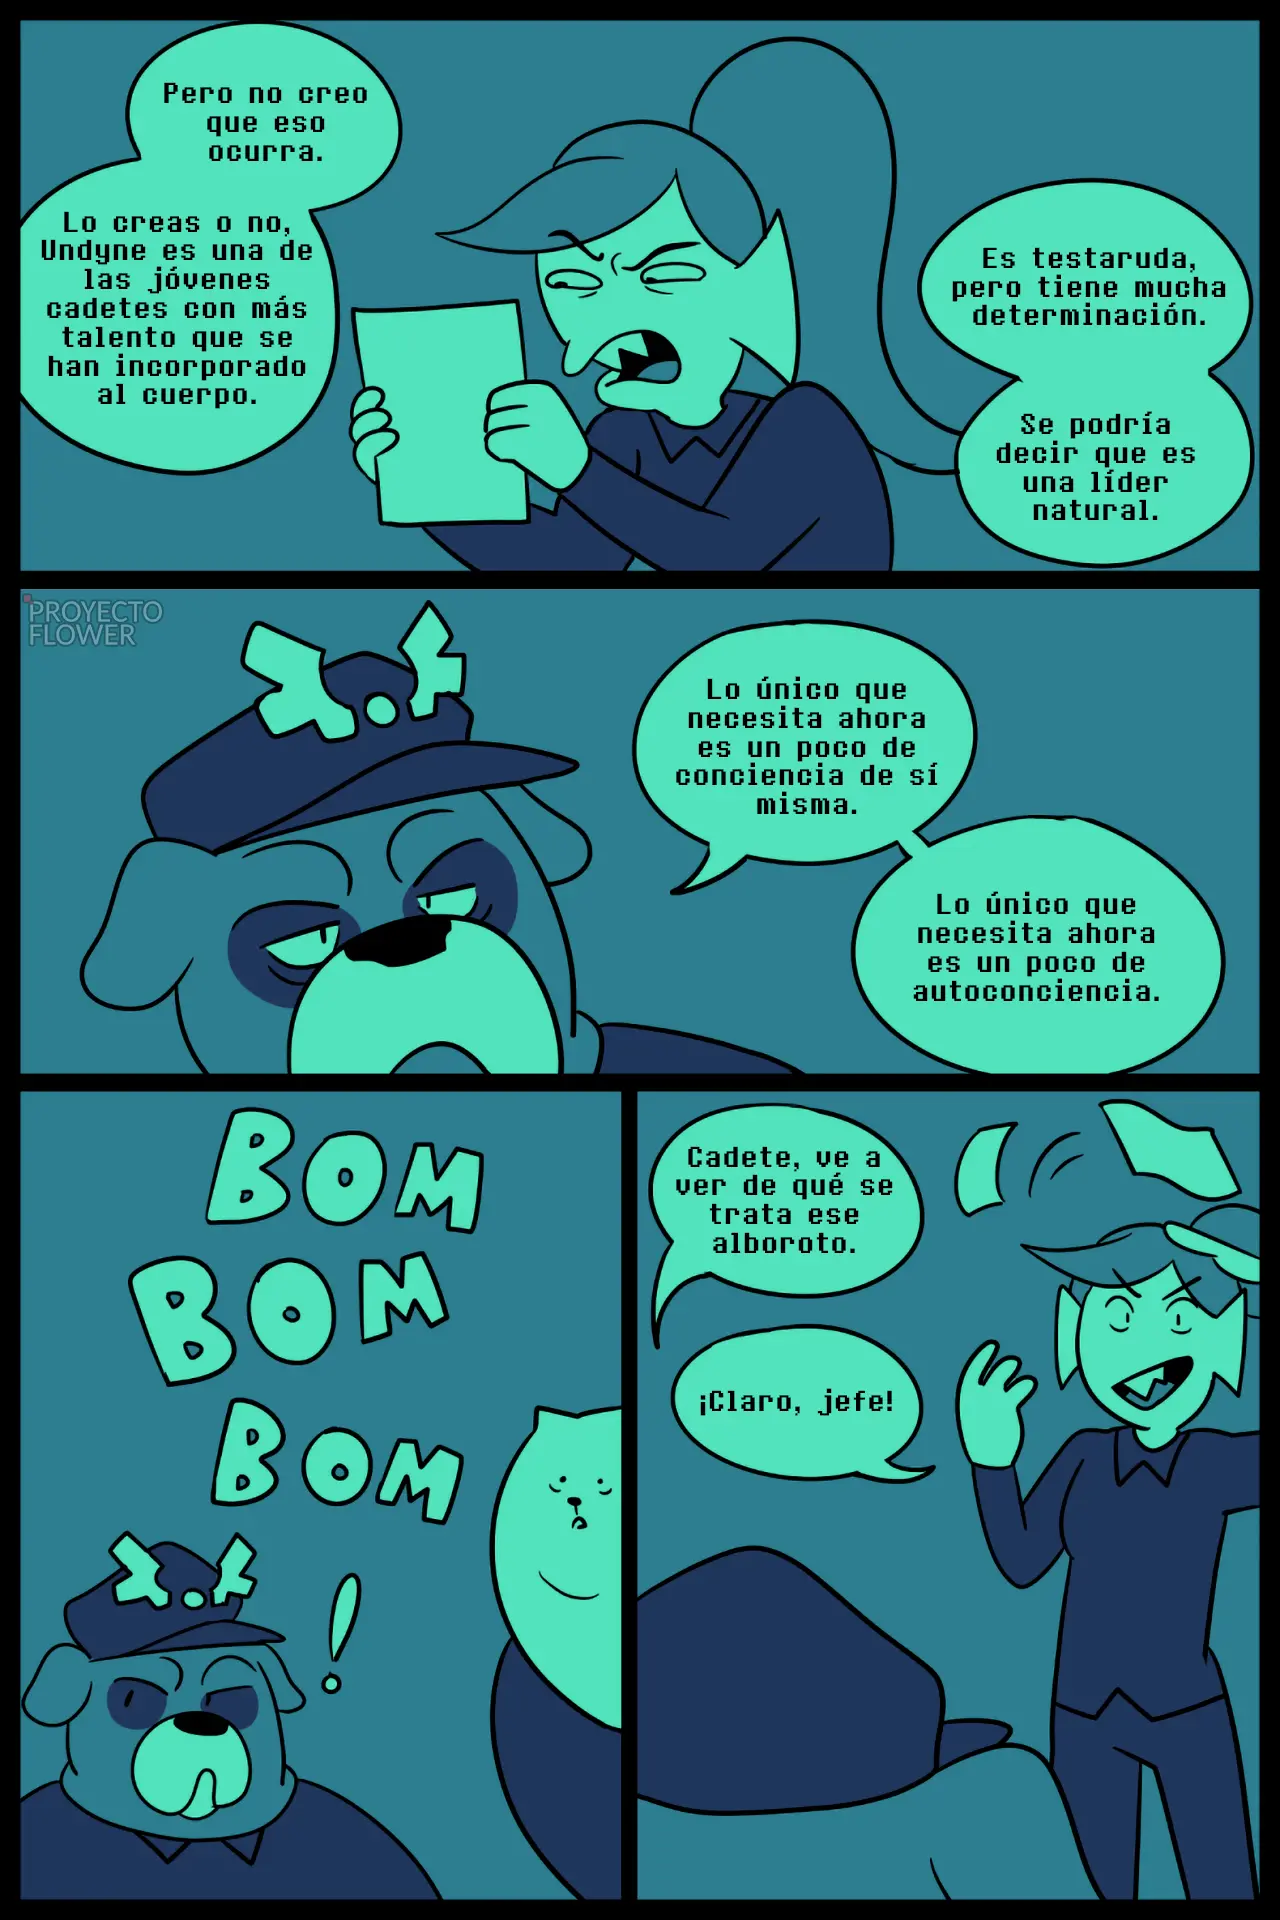 Pero no creo
que eso
ocurra.
Lo creas o no,
Undyne es una de
las jóvenes
cadetes con más
talento que se
han incorporado
al cuerpo.
Es testaruda,
pero tiene mucha
determinación.
Se podría
decir que es
una líder
natural.
PROYECTO
FLOWER
Lo único que
necesita ahora
es un poco de
conciencia de sí
misma.
Lo único que
necesita ahora
es un poco de
autoconciencia.
BOM
BOM
BOM
!
Cadete, ve a
ver de qué se
trata ese
alboroto.
¡Claro, jefe!